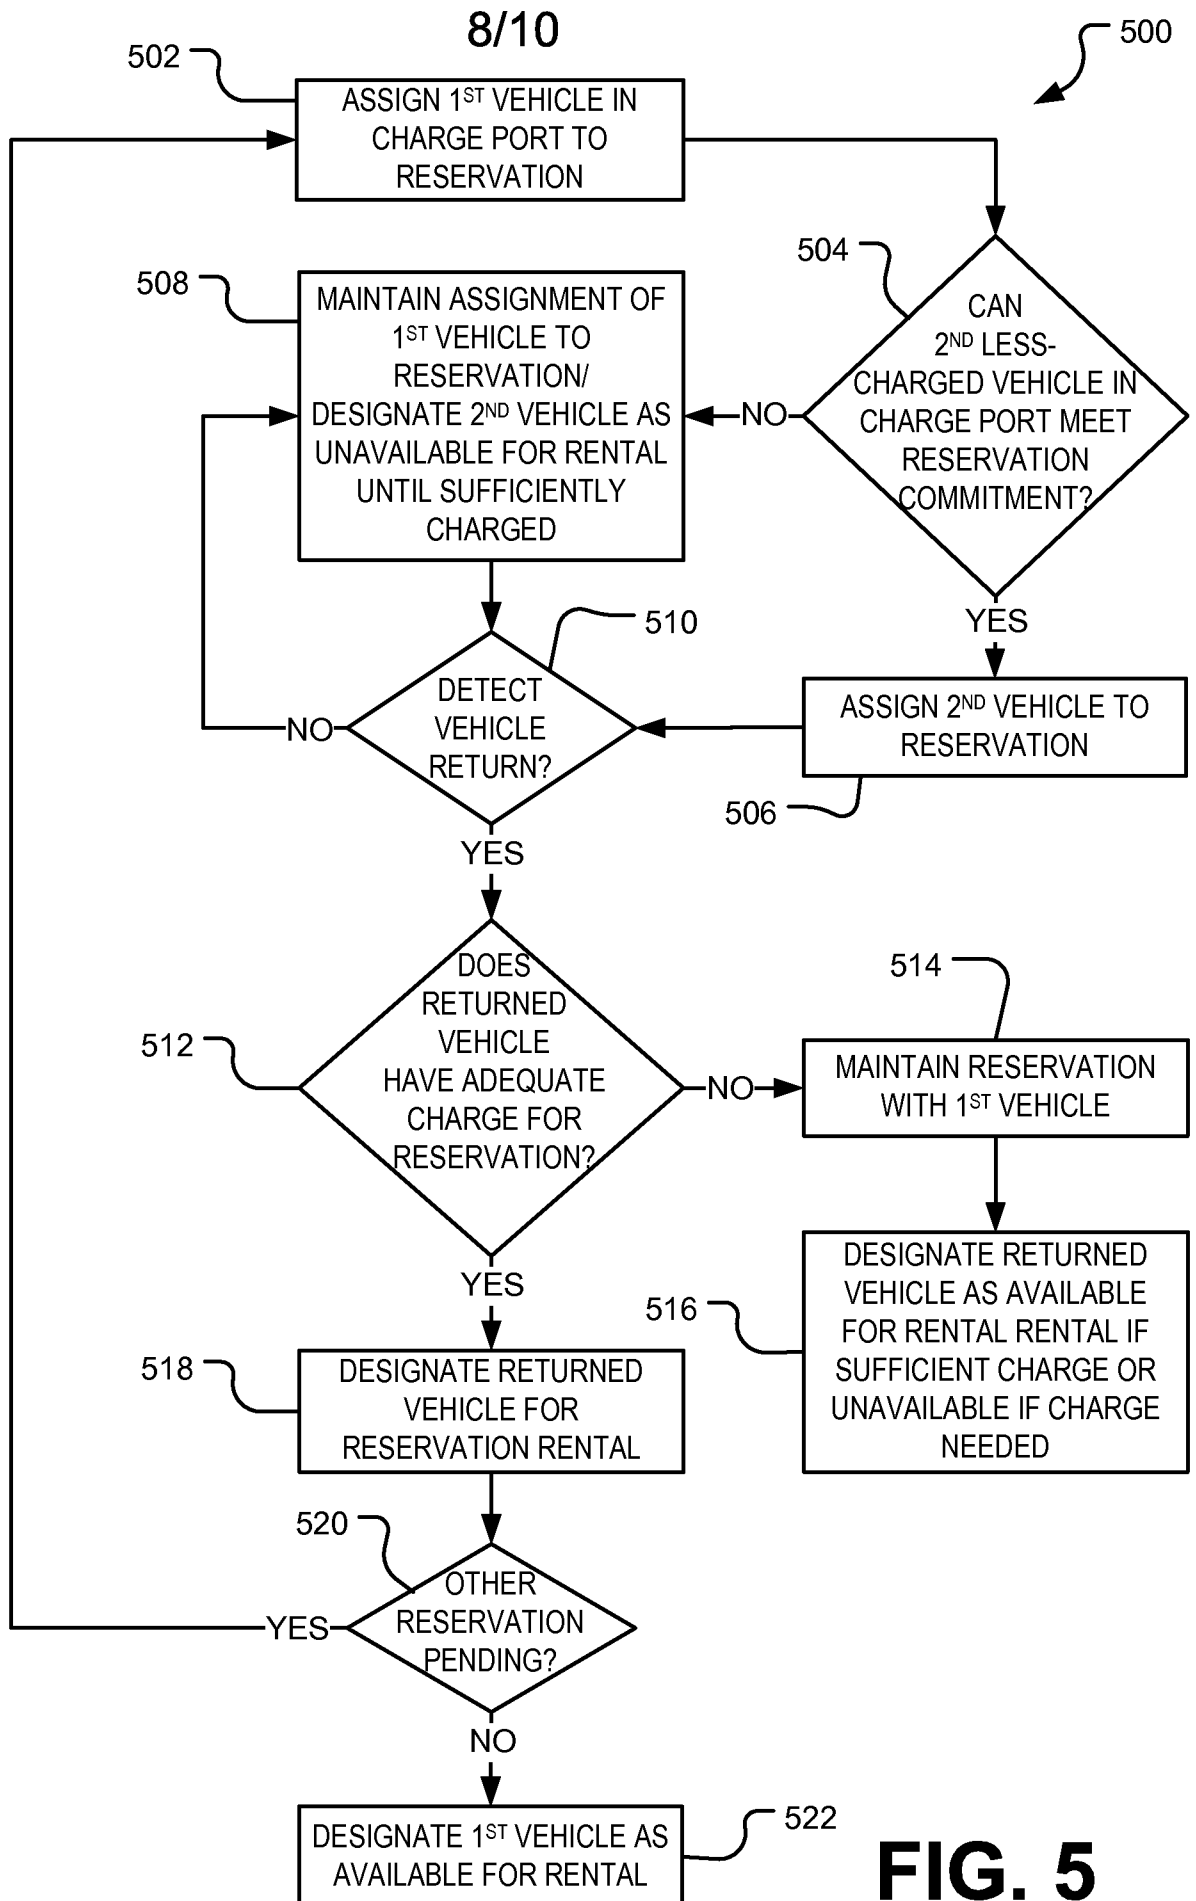 8/10
500
502
ASSIGN 1ST VEHICLE IN
CHARGE PORT TO
RESERVATION
504
CAN
2ND LESS-
CHARGED VEHICLE IN
CHARGE PORT MEET
RESERVATION
COMMITMENT?
NO
YES
508
MAINTAIN ASSIGNMENT OF
1ST VEHICLE TO
RESERVATION/
DESIGNATE 2ND VEHICLE AS
UNAVAILABLE FOR RENTAL
UNTIL SUFFICIENTLY
CHARGED
506
ASSIGN 2ND VEHICLE TO
RESERVATION
510
DETECT
VEHICLE
RETURN?
NO
YES
512
DOES
RETURNED
VEHICLE
HAVE ADEQUATE
CHARGE FOR
RESERVATION?
NO
YES
514
MAINTAIN RESERVATION
WITH 1ST VEHICLE
516
DESIGNATE RETURNED
VEHICLE AS AVAILABLE
FOR RENTAL RENTAL IF
SUFFICIENT CHARGE OR
UNAVAILABLE IF CHARGE
NEEDED
518
DESIGNATE RETURNED
VEHICLE FOR
RESERVATION RENTAL
520
OTHER
RESERVATION
PENDING?
YES
NO
522
DESIGNATE 1ST VEHICLE AS
AVAILABLE FOR RENTAL
FIG. 5